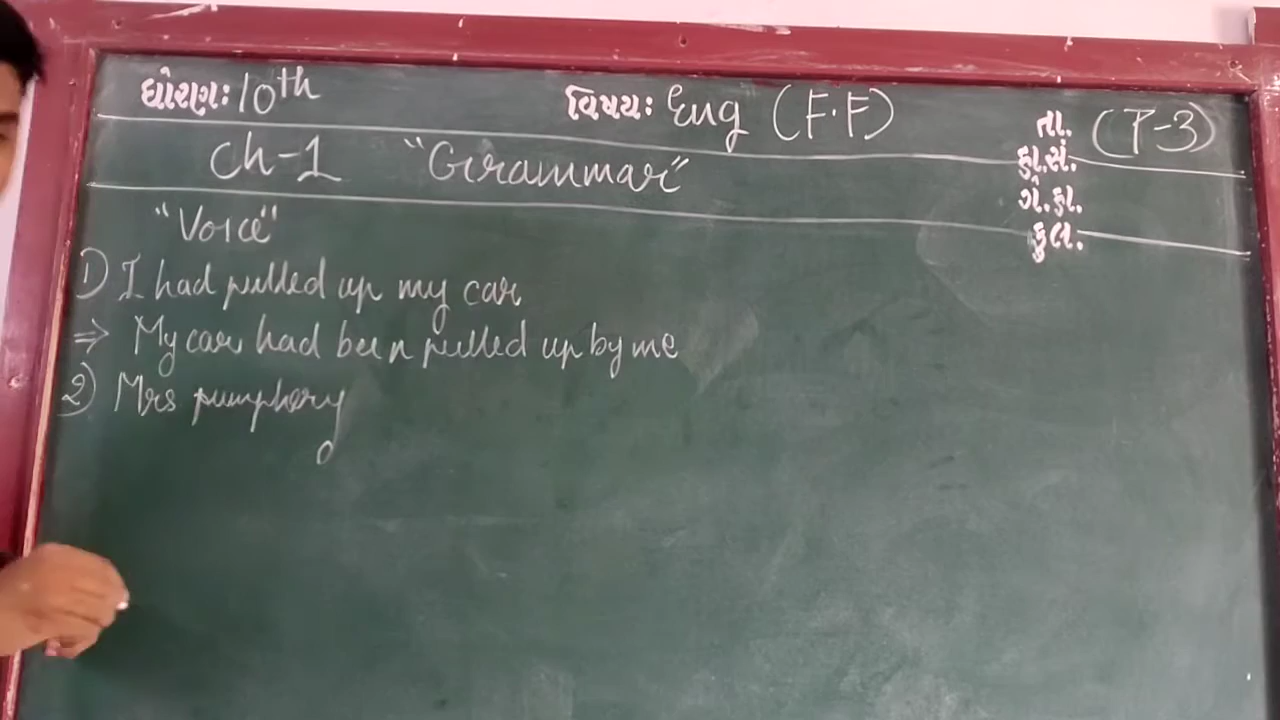 ધોરણ: 10th વિષય: Eng (F.F) તા. (P-3)
Ch-1 "Grammar" હા.સં.
ગે.હા.
"Voice" કુલ.
1) I had pulled up my car
⇒ My car had been pulled up by me
2) Mrs pumphery